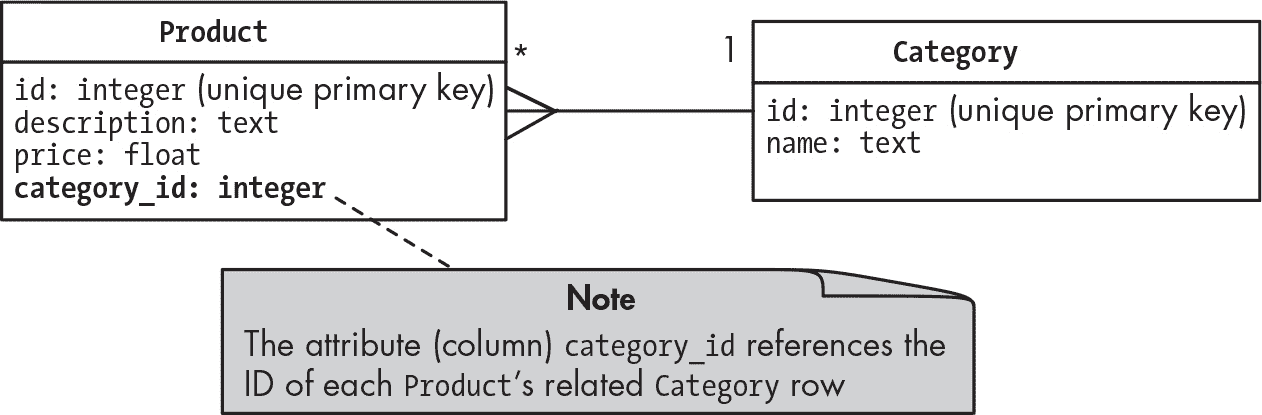 Product
id: integer (unique primary key)
description: text
price: float
category_id: integer
*
1
Category
id: integer (unique primary key)
name: text
Note
The attribute (column) category_id references the
ID of each Product’s related Category row